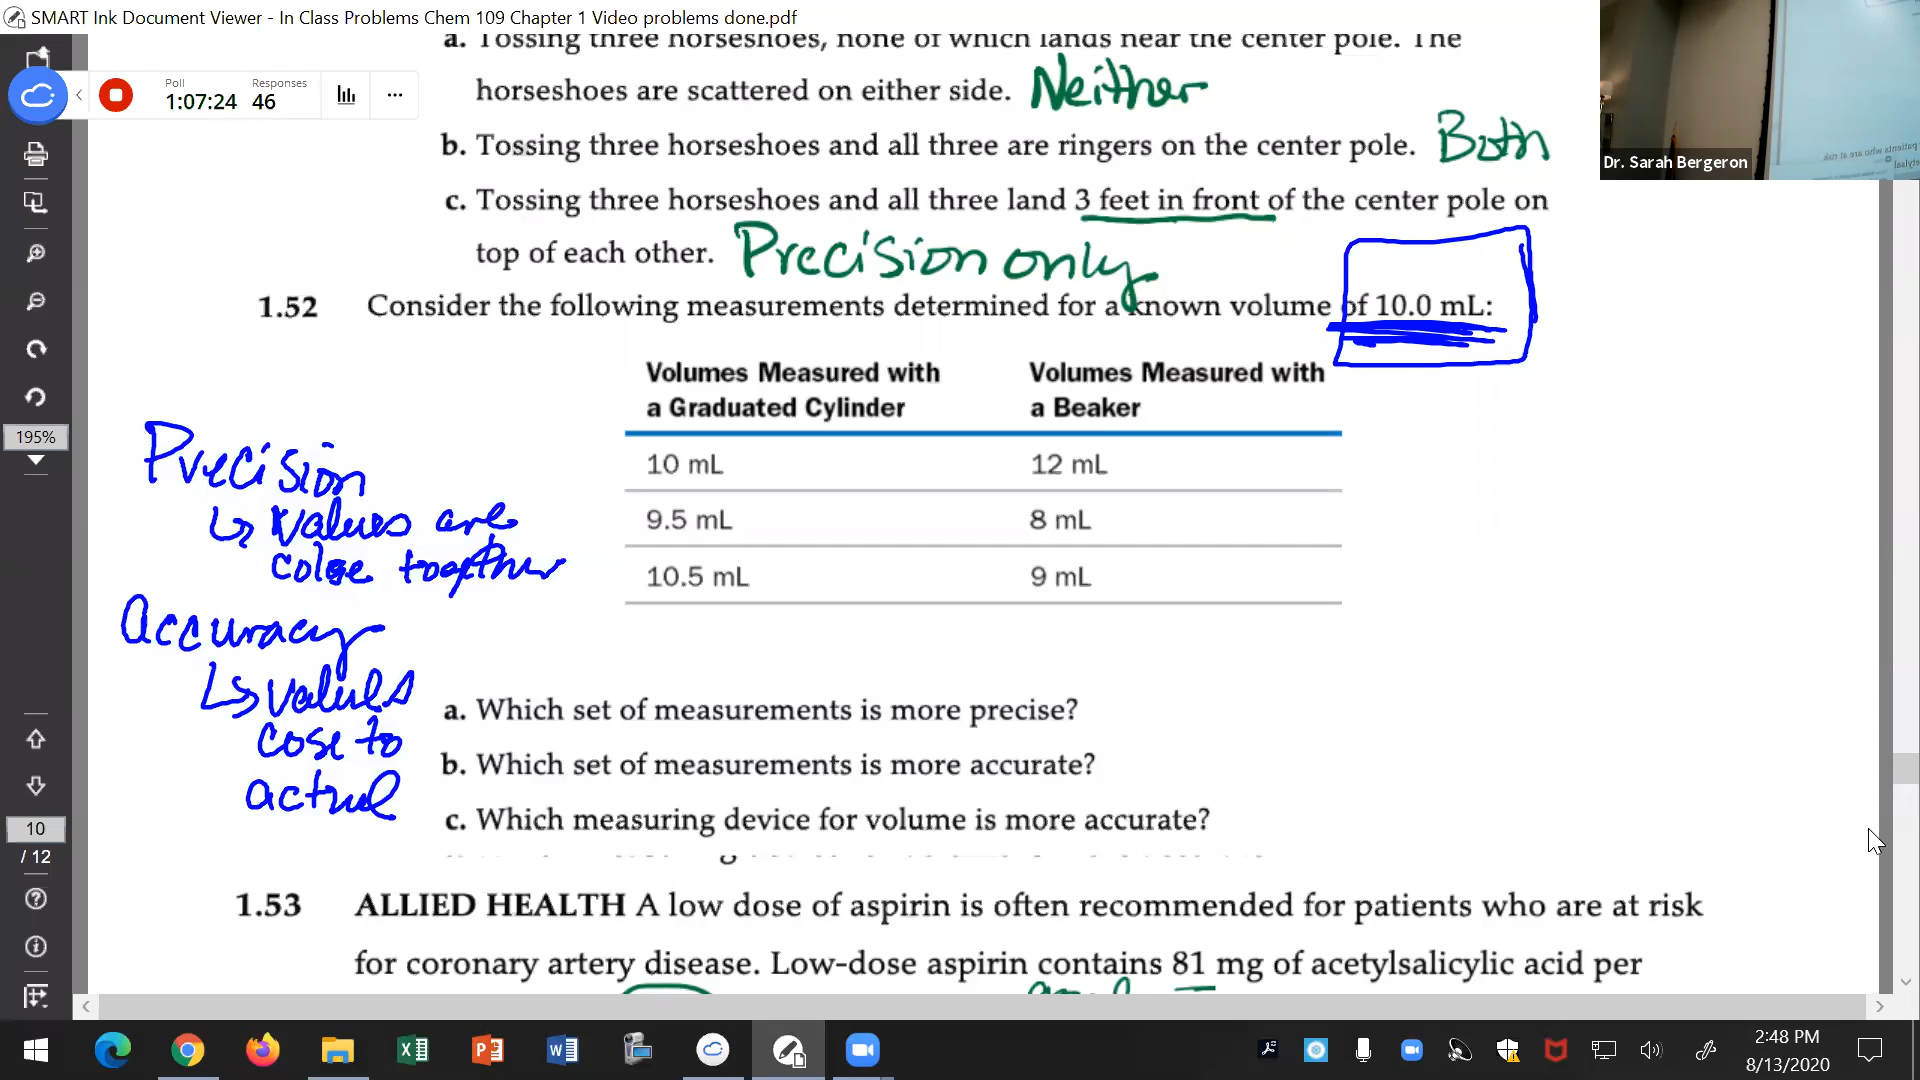 SMART Ink Document Viewer - In Class Problems Chem 109 Chapter 1 Video problems done.pdf
Poll
1:07:24
Responses
46
a. Tossing three horseshoes, none of which lands near the center pole. The
horseshoes are scattered on either side. Neither
b. Tossing three horseshoes and all three are ringers on the center pole. Both
c. Tossing three horseshoes and all three land 3 feet in front of the center pole on
top of each other. Precision only
Dr. Sarah Bergeron
1.52 Consider the following measurements determined for a known volume of 10.0 mL:
Volumes Measured with a Graduated Cylinder
Volumes Measured with a Beaker
10 mL 12 mL
9.5 mL 8 mL
10.5 mL 9 mL
Precision
↳ values are
colse together
Accuracy
↳ values
cose to
actual
a. Which set of measurements is more precise?
b. Which set of measurements is more accurate?
c. Which measuring device for volume is more accurate?
1.53 ALLIED HEALTH A low dose of aspirin is often recommended for patients who are at risk
for coronary artery disease. Low-dose aspirin contains 81 mg of acetylsalicylic acid per
195%
10
/ 12
2:48 PM
8/13/2020